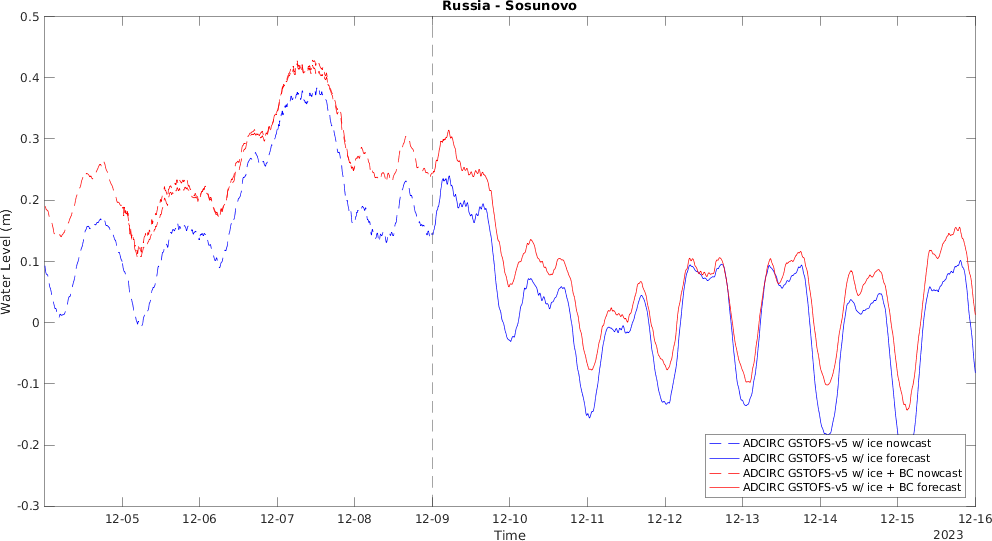 Russia - Sosunovo
Water Level (m)
0.5
0.4
0.3
0.2
0.1
0
-0.1
-0.2
-0.3
ADCIRC GSTOFS-v5 w/ ice nowcast
ADCIRC GSTOFS-v5 w/ ice forecast
ADCIRC GSTOFS-v5 w/ ice + BC nowcast
ADCIRC GSTOFS-v5 w/ ice + BC forecast
12-05 12-06 12-07 12-08 12-09 12-10 12-11 12-12 12-13 12-14 12-15 12-16
Time
2023